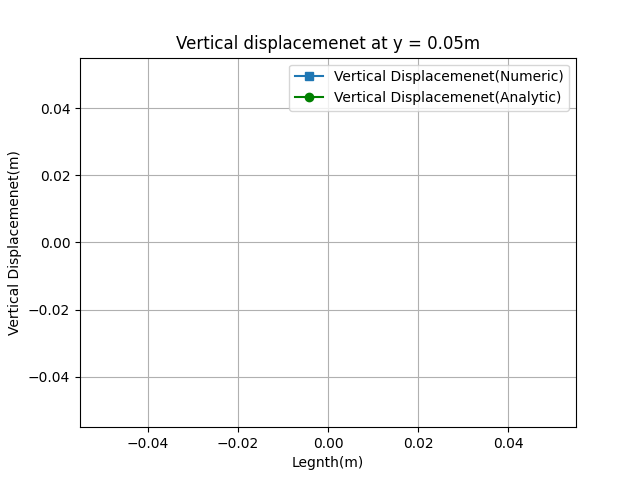 Vertical displacemenet at y = 0.05m
Vertical Displacemenet(Numeric)
Vertical Displacemenet(Analytic)
Vertical Displacemenet(m)
0.04
0.02
0.00
−0.02
−0.04
−0.04
−0.02
0.00
0.02
0.04
Legnth(m)